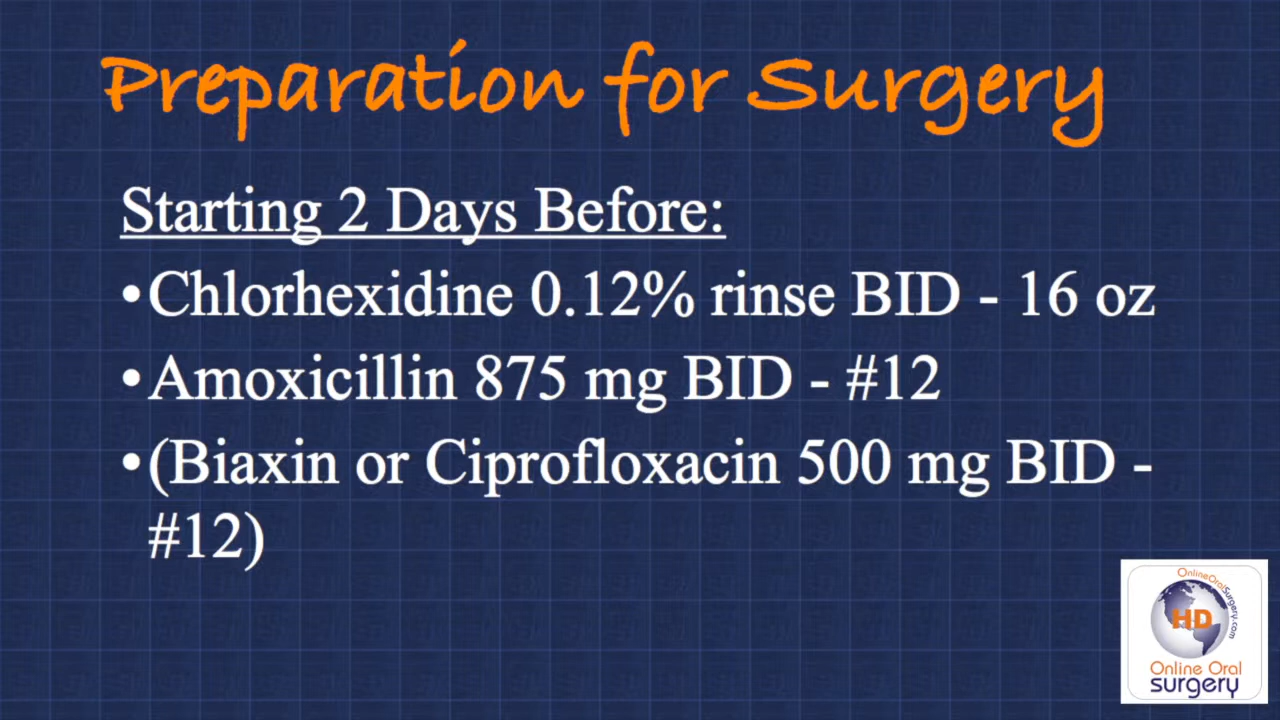 Preparation for Surgery
Starting 2 Days Before:
•Chlorhexidine 0.12% rinse BID - 16 oz
•Amoxicillin 875 mg BID - #12
•(Biaxin or Ciprofloxacin 500 mg BID -
#12)
OnlineOralSurgery.com
HD
Online Oral
surgery